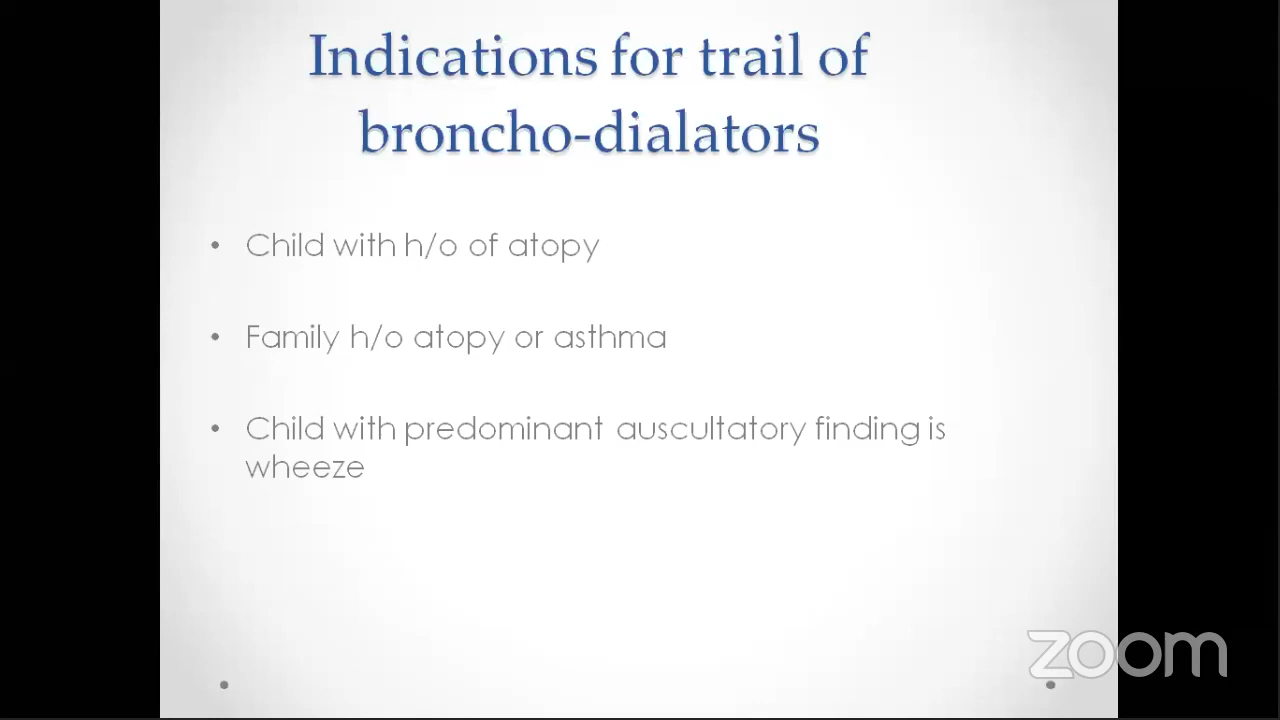 Indications for trail of
broncho-dialators
• Child with h/o of atopy
• Family h/o atopy or asthma
• Child with predominant auscultatory finding is
wheeze
zoom